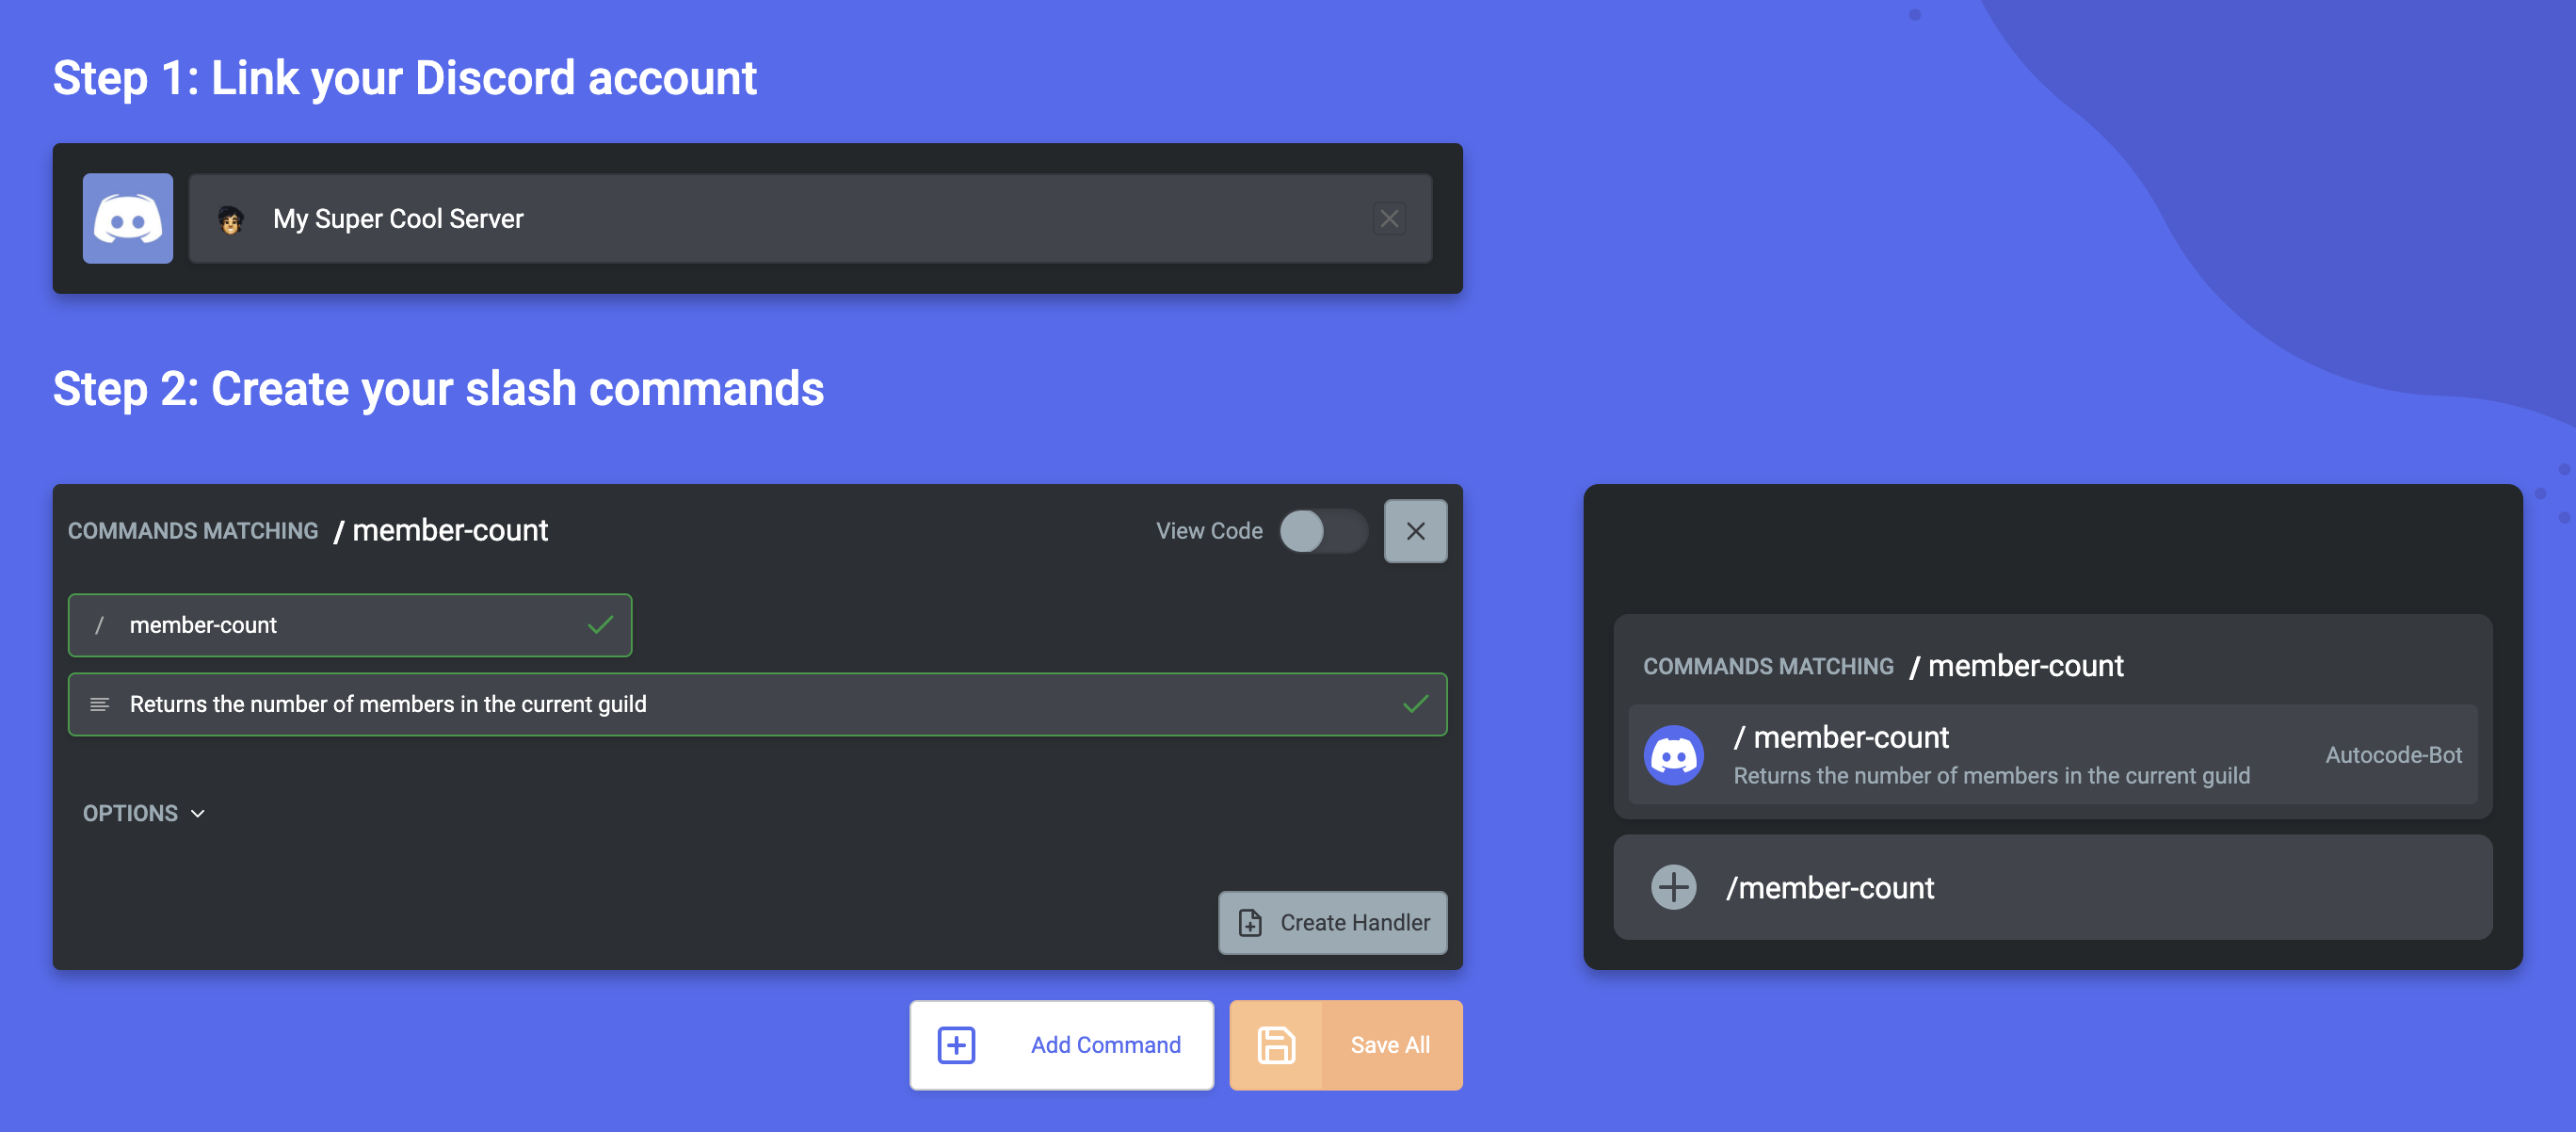 Step 1: Link your Discord account
My Super Cool Server
Step 2: Create your slash commands
COMMANDS MATCHING / member-count
View Code
/ member-count
Returns the number of members in the current guild
OPTIONS
Create Handler
Add Command
Save All
COMMANDS MATCHING / member-count
/ member-count
Returns the number of members in the current guild
Autocode-Bot
/member-count